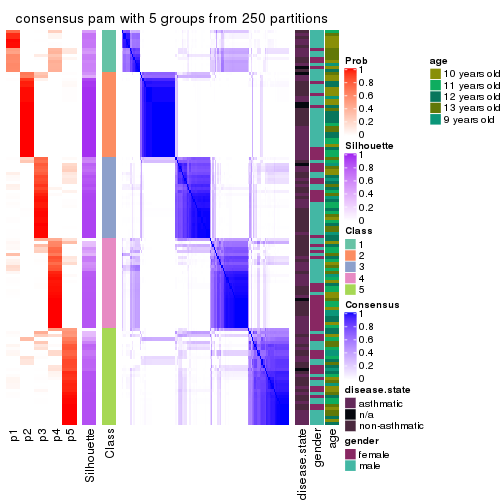 consensus pam with 5 groups from 250 partitions
p1
p2
p3
p4
p5
Silhouette
Class
disease.state
gender
age
Prob
1
0.8
0.6
0.4
0.2
0
Silhouette
1
0.8
0.6
0.4
0.2
0
Class
1
2
3
4
5
Consensus
1
0.8
0.6
0.4
0.2
0
disease.state
asthmatic
n/a
non-asthmatic
gender
female
male
age
10 years old
11 years old
12 years old
13 years old
9 years old